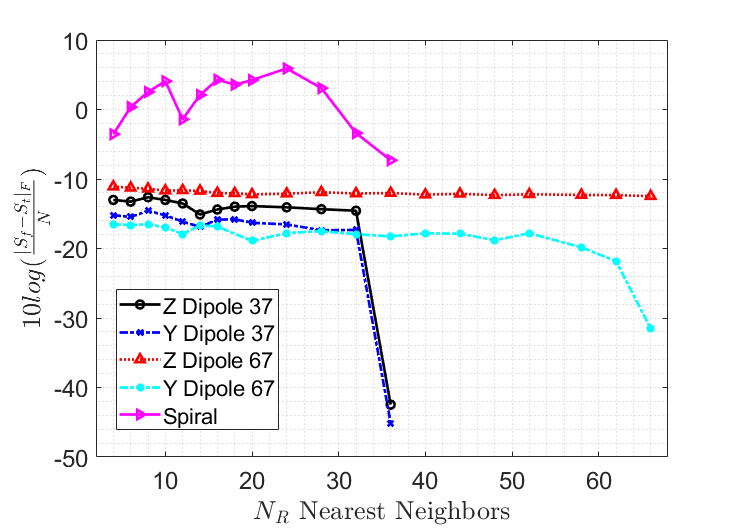 10
0
-10
-20
-30
-40
-50
10log(|S_f−S_t|_F/N)
Z Dipole 37
Y Dipole 37
Z Dipole 67
Y Dipole 67
Spiral
10 20 30 40 50 60
N_R Nearest Neighbors